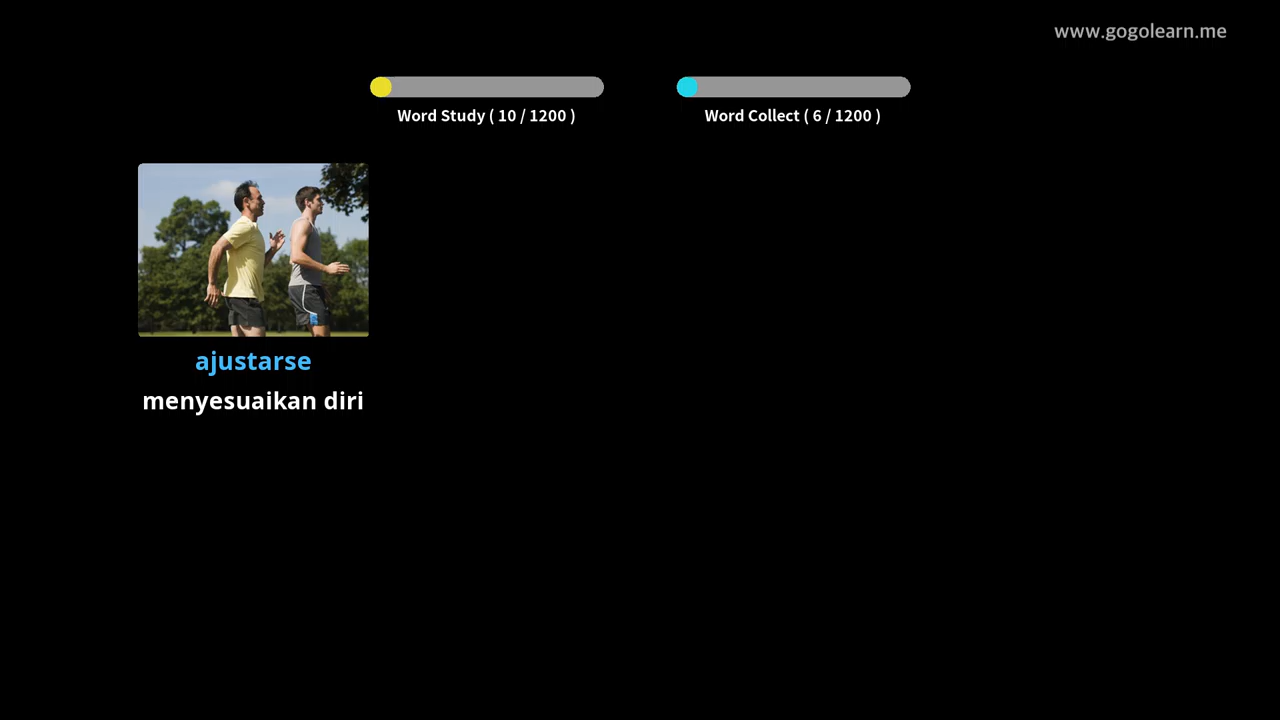 www.gogolearn.me
Word Study ( 10 / 1200 )
Word Collect ( 6 / 1200 )
ajustarse
menyesuaikan diri